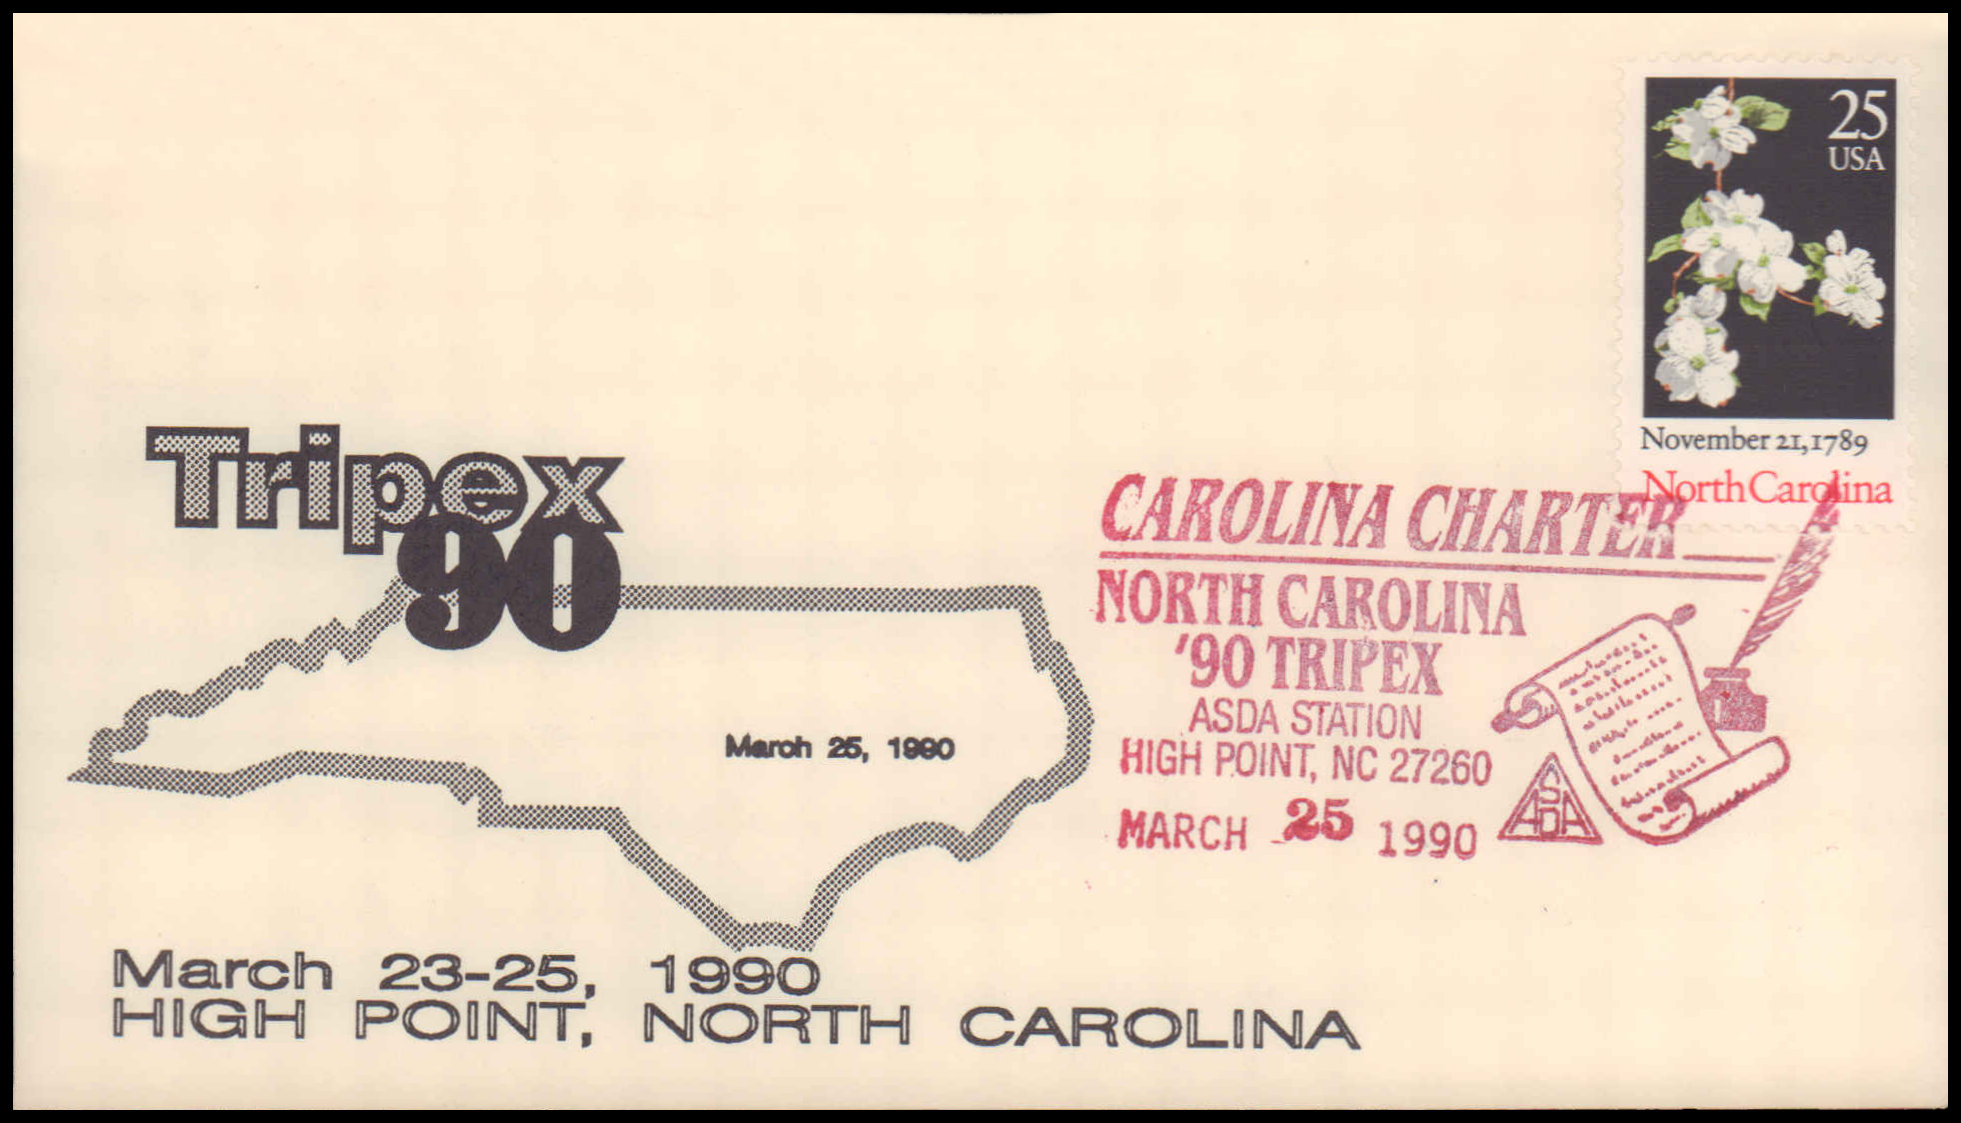 25
USA
November 21, 1789
North Carolina
Tripex
90
March 25, 1990
CAROLINA CHARTER
NORTH CAROLINA
'90 TRIPEX
ASDA STATION
HIGH POINT, NC 27260
MARCH 25 1990
ASDA
March 23-25, 1990
HIGH POINT, NORTH CAROLINA